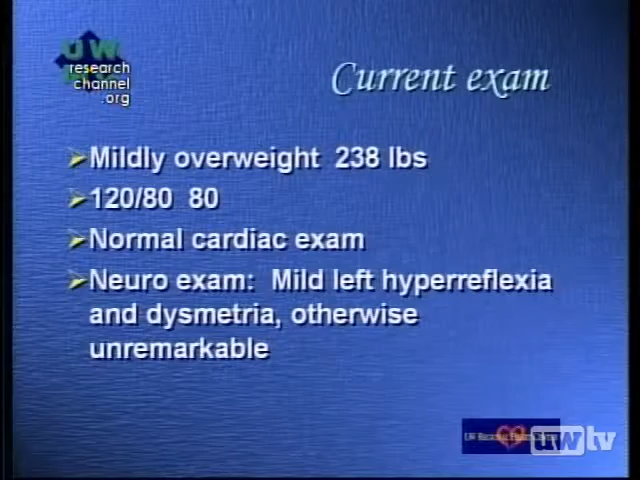 UW
research
channel
.org
Current exam
Mildly overweight 238 lbs
120/80 80
Normal cardiac exam
Neuro exam: Mild left hyperreflexia
and dysmetria, otherwise
unremarkable
uwtv